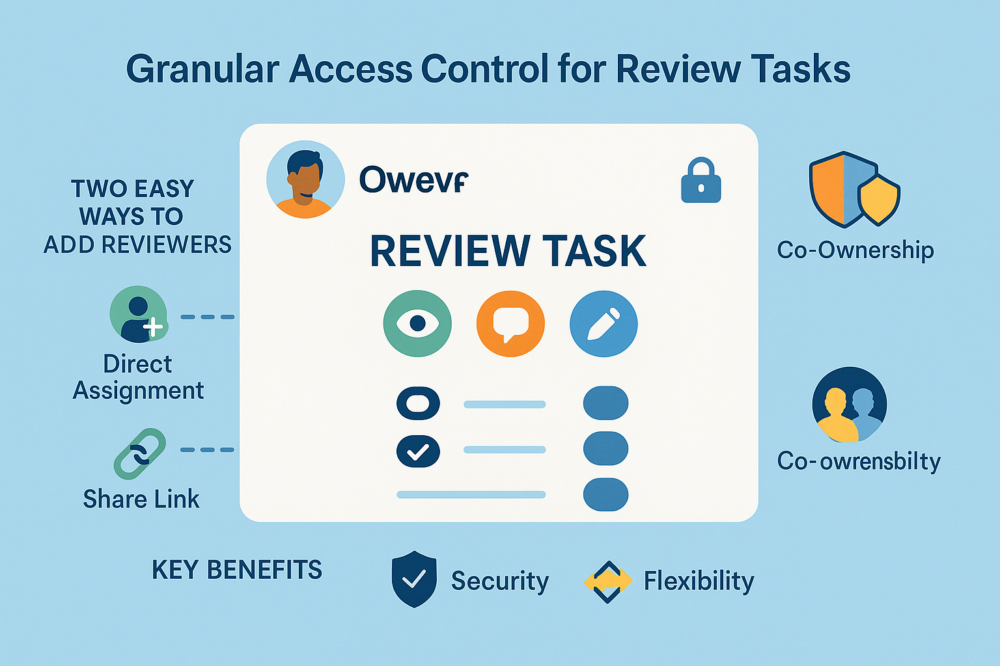 Granular Access Control for Review Tasks
TWO EASY
WAYS TO
ADD REVIEWERS
Direct
Assignment
Share Link
Owevf
REVIEW TASK
Co-Ownership
Co-owrensbilty
KEY BENEFITS
Security
Flexibility